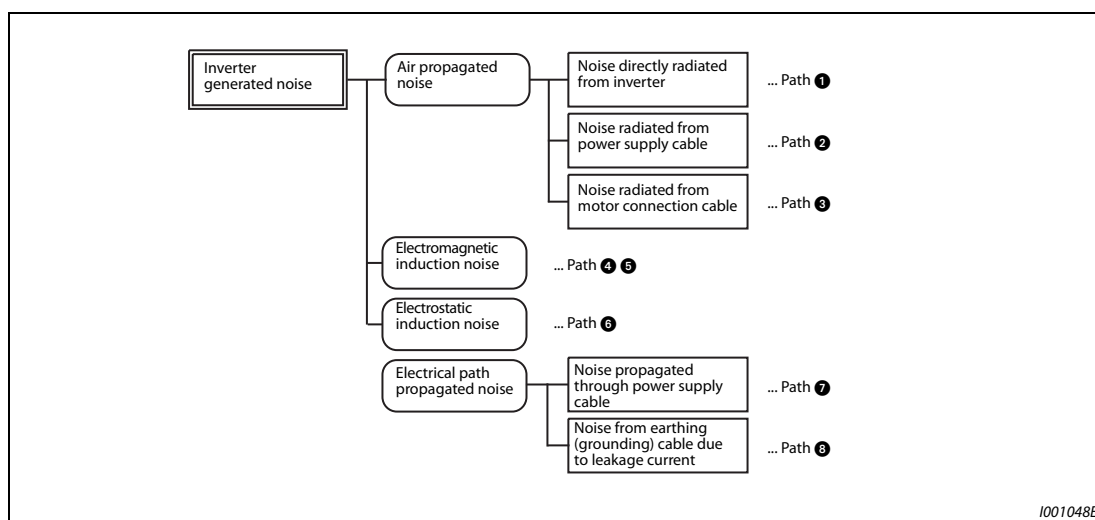 Inverter
generated noise
Air propagated
noise
Noise directly radiated
from inverter
... Path ❶
Noise radiated from
power supply cable
... Path ❷
Noise radiated from
motor connection cable
... Path ❸
Electromagnetic
induction noise
... Path ❹ ❺
Electrostatic
induction noise
... Path ❻
Electrical path
propagated noise
Noise propagated
through power supply
cable
... Path ❼
Noise from earthing
(grounding) cable due
to leakage current
... Path ❽
I001048E